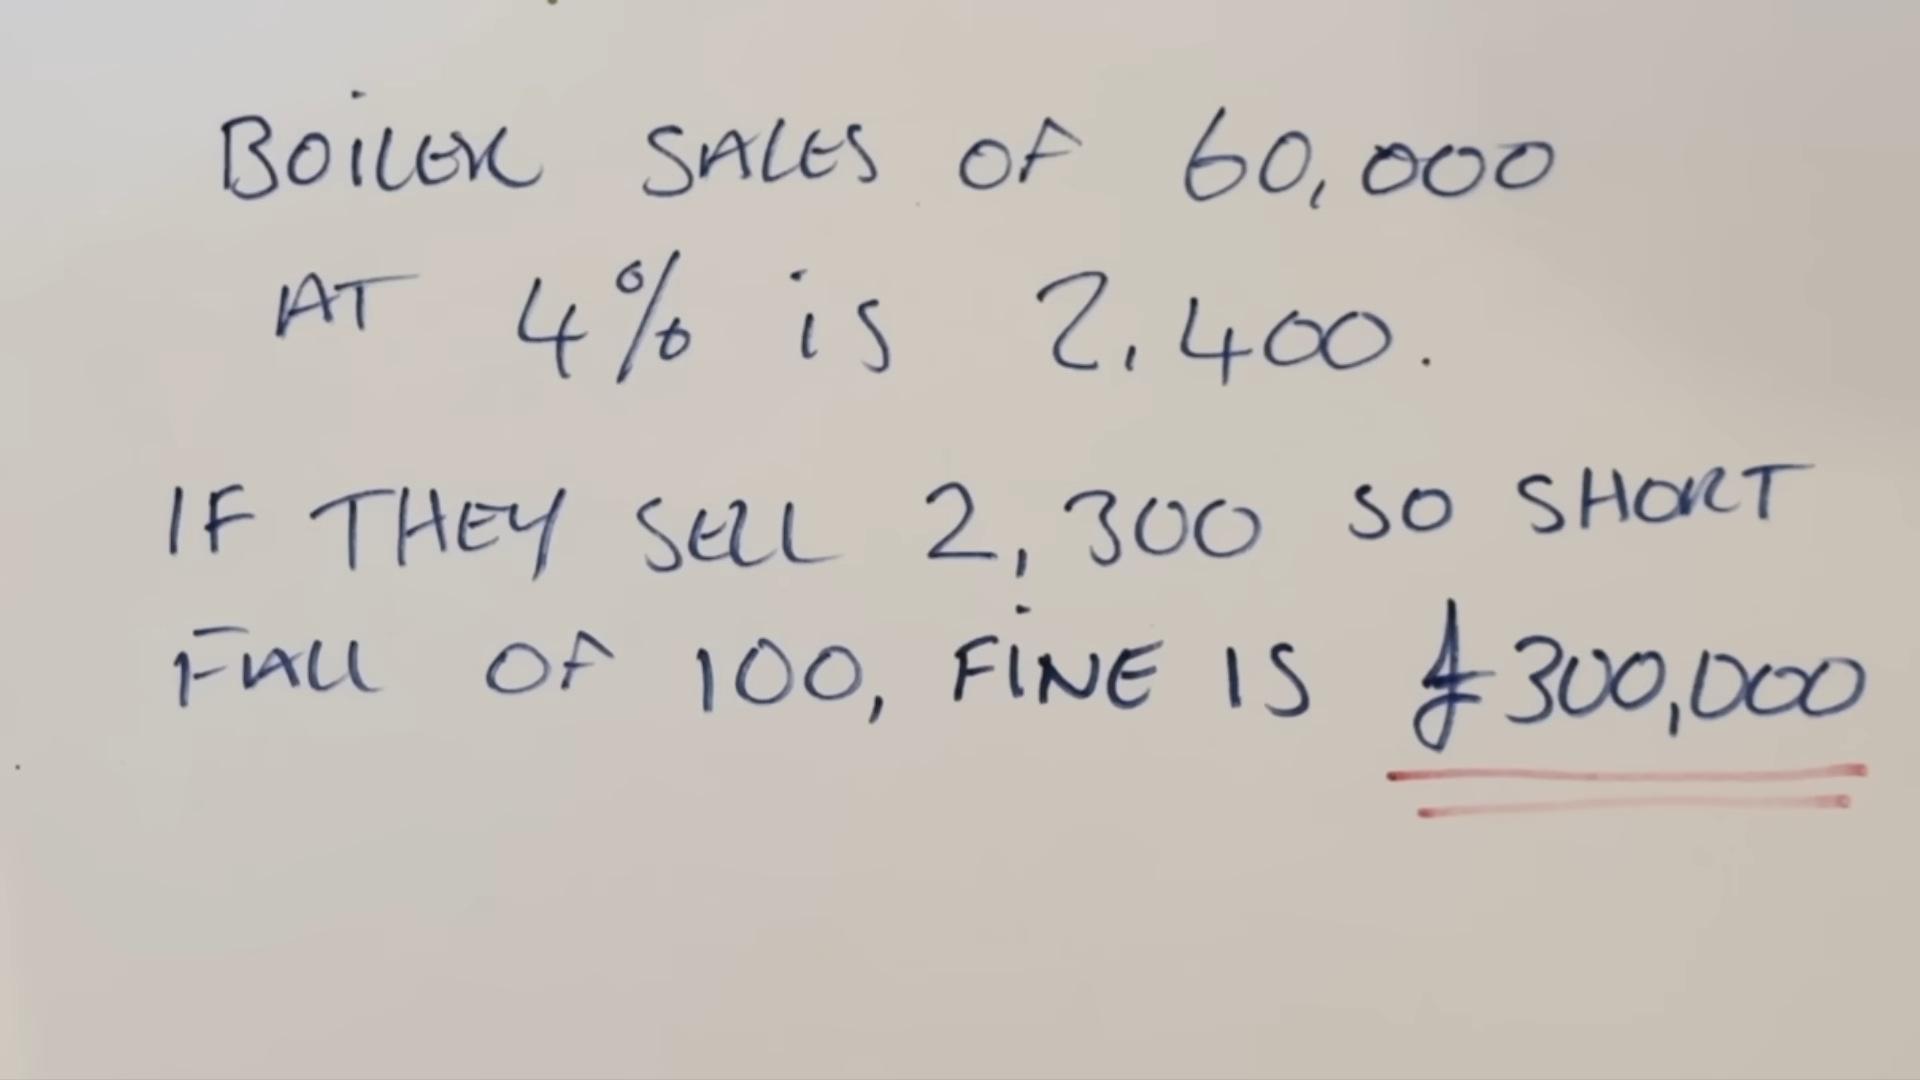 BOILER SALES OF 60,000
AT 4% is 2,400.
IF THEY SELL 2,300 SO SHORT
FALL OF 100, FINE IS £300,000